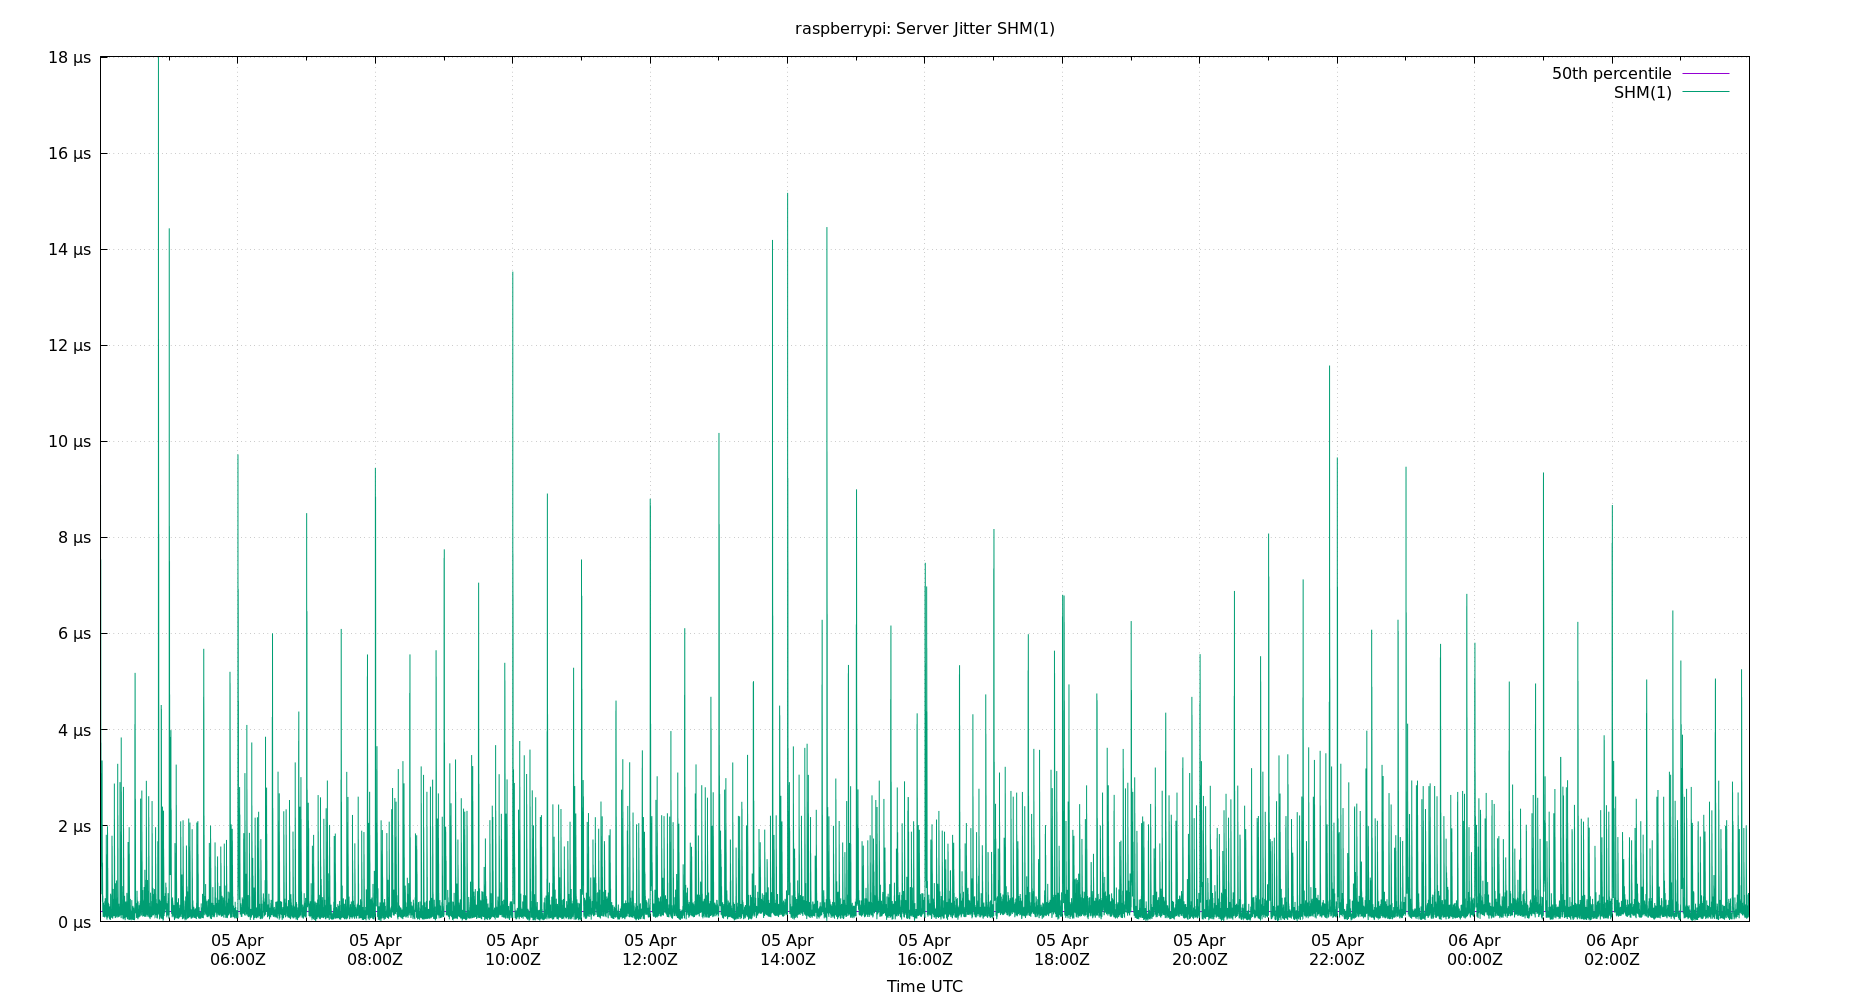 raspberrypi: Server Jitter SHM(1)
18 µs
16 µs
14 µs
12 µs
10 µs
8 µs
6 µs
4 µs
2 µs
0 µs
50th percentile
SHM(1)
05 Apr
06:00Z
05 Apr
08:00Z
05 Apr
10:00Z
05 Apr
12:00Z
05 Apr
14:00Z
05 Apr
16:00Z
05 Apr
18:00Z
05 Apr
20:00Z
05 Apr
22:00Z
06 Apr
00:00Z
06 Apr
02:00Z
Time UTC